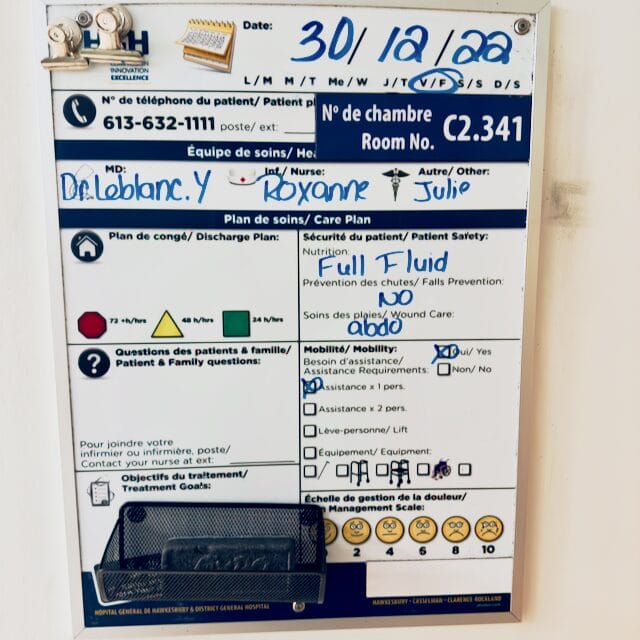 H H
INNOVATION
EXCELLENCE
Date: 30/12/22
L/M M/T Me/W J/T V/F S/S D/S
N° de téléphone du patient/ Patient
613-632-1111 poste/ ext:
N° de chambre
Room No. C2.341
Équipe de soins/
MD: Inf./ Nurse: Autre/ Other:
Dr. Leblanc. Y Roxanne Julie
Plan de soins/ Care Plan
Plan de congé/ Discharge Plan:
72 +h/hrs 48 h/hrs 24 h/hrs
Sécurité du patient/ Patient Safety:
Nutrition:
Full Fluid
Prévention des chutes/ Falls Prevention:
NO
Soins des plaies/ Wound Care:
abdo
Questions des patients & famille/
Patient & Family questions:
Pour joindre votre
infirmier ou infirmière, poste/
Contact your nurse at ext:
Mobilité/ Mobility:
Oui/ Yes
Besoin d'assistance/
Assistance Requirements:
Non/ No
Assistance x 1 pers.
Assistance x 2 pers.
Lève-personne/ Lift
Équipement/ Equipment:
Objectifs du traitement/
Treatment Goals:
Échelle de gestion de la douleur/
Management Scale:
2 4 6 8 10
HÔPITAL GÉNÉRAL DE HAWKESBURY & DISTRICT GENERAL HOSPITAL
HAWKESBURY - CASSELMAN - CLARENCE-ROCKLAND